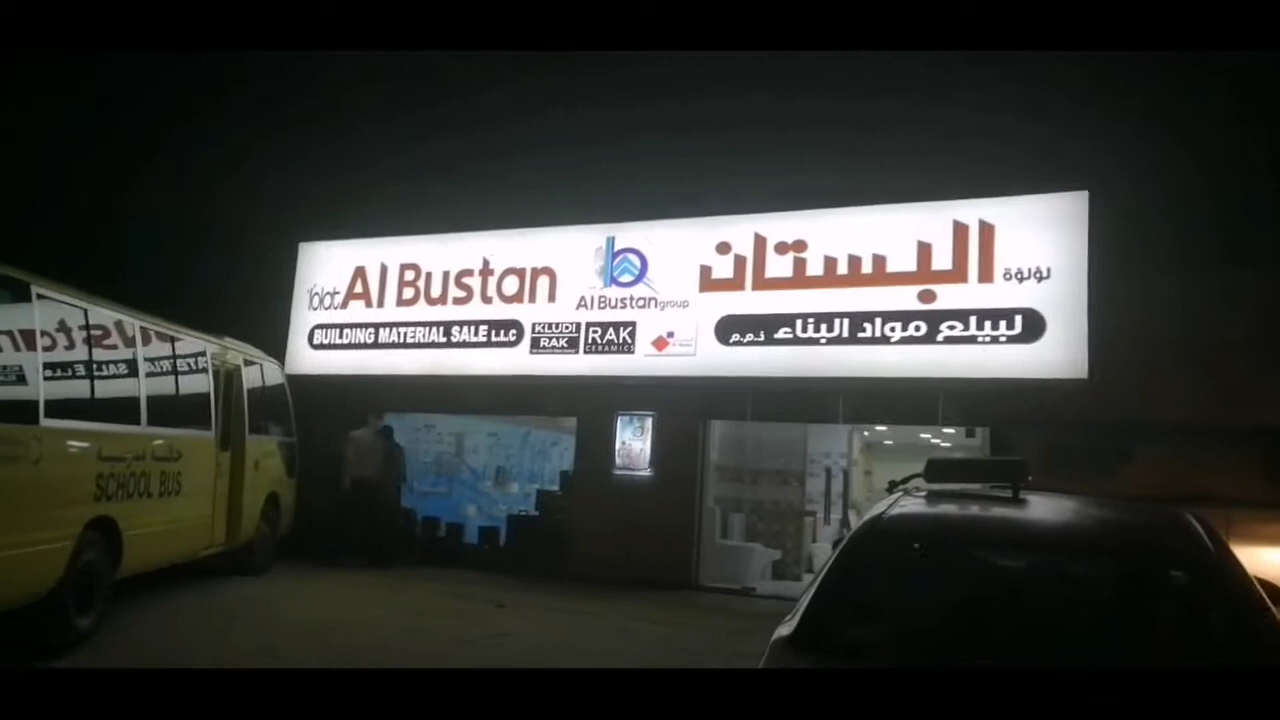 lolat Al Bustan
BUILDING MATERIAL SALE L.L.C
b
Al Bustan group
KLUDI
RAK
RAK
CERAMICS
لؤلؤة البستان
لبيلع مواد البناء ذ.م.م
SCHOOL BUS